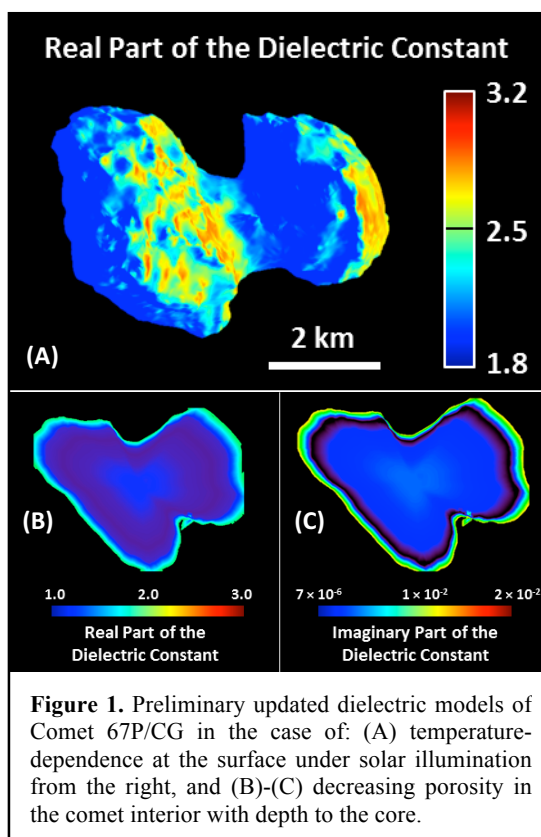 Real Part of the Dielectric Constant
3.2
2.5
1.8
2 km
(A)
(B)
1.0 2.0 3.0
Real Part of the
Dielectric Constant
(C)
7 × 10⁻⁶ 1 × 10⁻² 2 × 10⁻²
Imaginary Part of the
Dielectric Constant
Figure 1. Preliminary updated dielectric models of
Comet 67P/CG in the case of: (A) temperature-
dependence at the surface under solar illumination
from the right, and (B)-(C) decreasing porosity in
the comet interior with depth to the core.